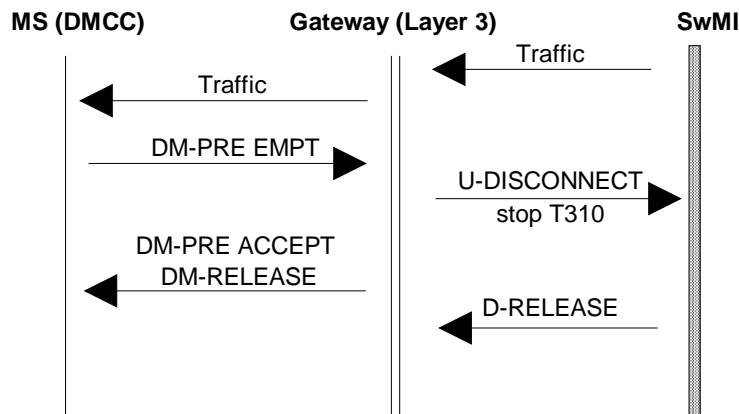 MS (DMCC) Gateway (Layer 3) SwMI
Traffic
Traffic
DM-PRE EMPT
U-DISCONNECT
stop T310
DM-PRE ACCEPT
DM-RELEASE
D-RELEASE